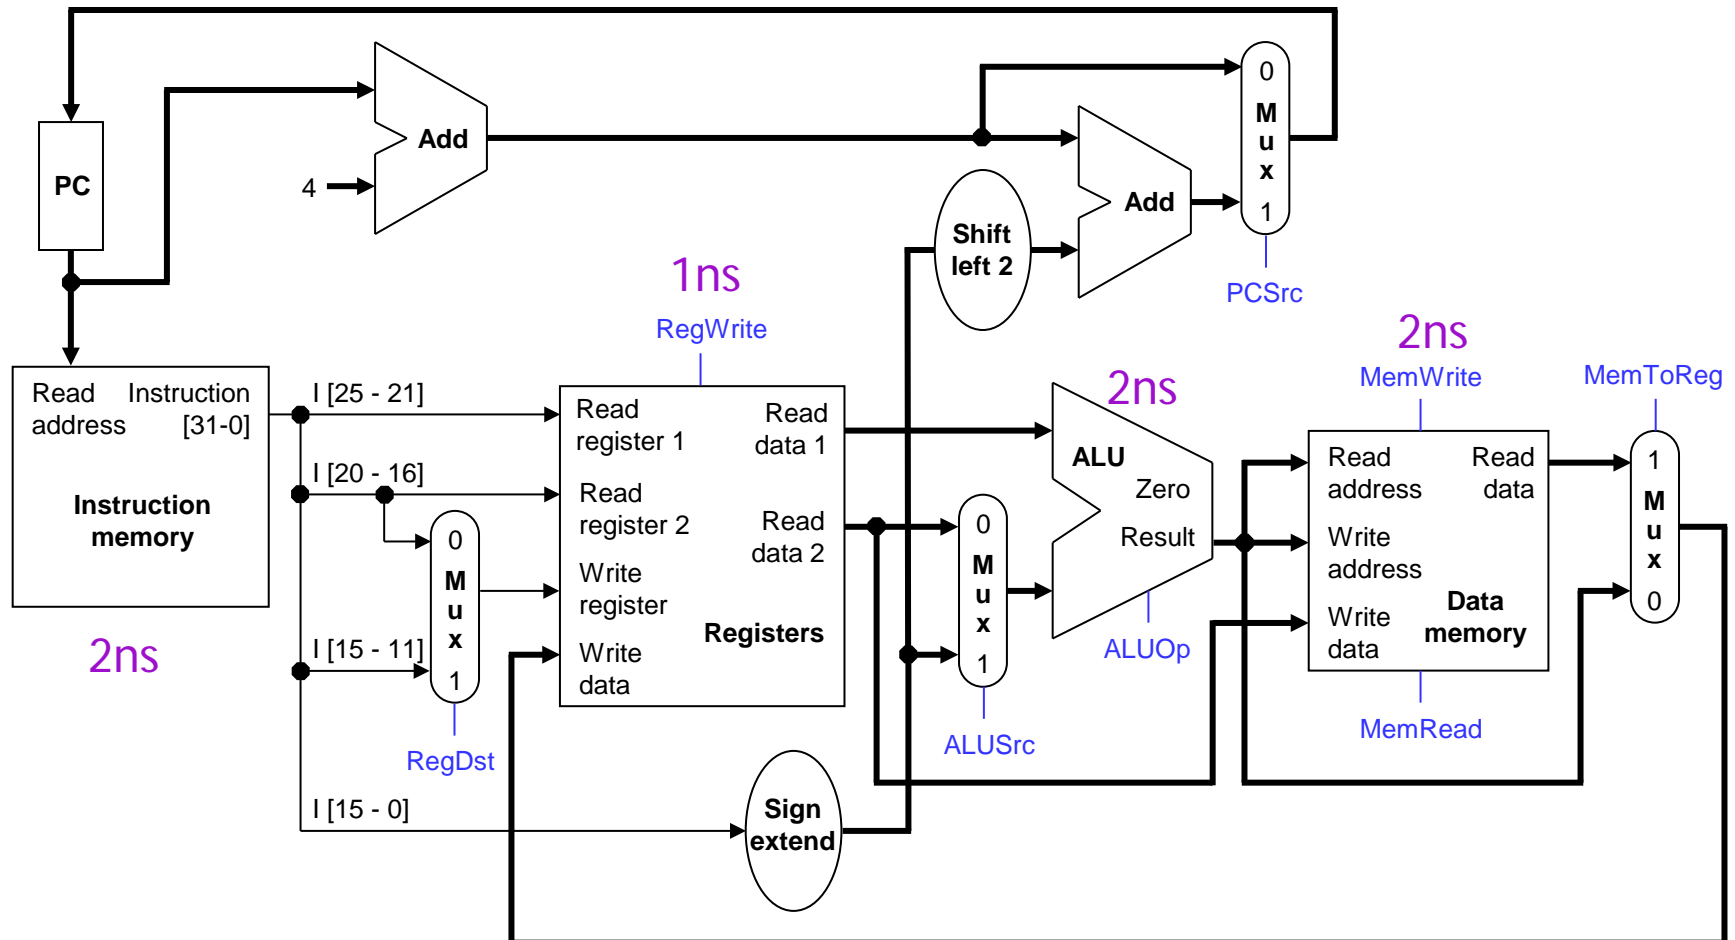 0
M
u
x
1
Add
PC
4
Add
Shift
left 2
PCSrc
1ns
RegWrite
2ns
MemWrite
MemToReg
Read Instruction
address [31-0]
Instruction
memory
2ns
I [25 - 21]
I [20 - 16]
I [15 - 11]
I [15 - 0]
0
M
u
x
1
RegDst
Read
register 1
Read
data 1
Read
register 2
Read
data 2
Write
register
Registers
Write
data
Sign
extend
0
M
u
x
1
ALUSrc
2ns
ALU
Zero
Result
ALUOp
Read
address
Read
data
Write
address
Write
data
Data
memory
MemRead
1
M
u
x
0